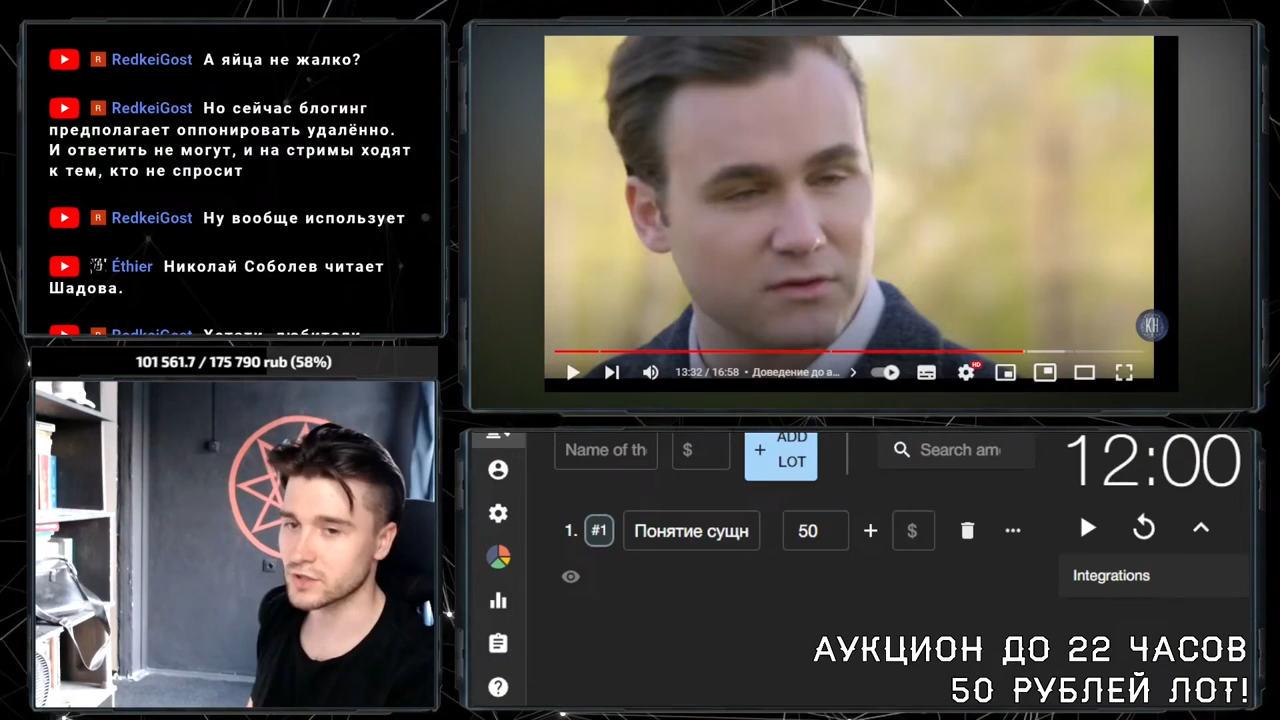 RedkeiGost А яйца не жалко?
RedkeiGost Но сейчас блогинг
предполагает оппонировать удалённо.
И ответить не могут, и на стримы ходят
к тем, кто не спросит
RedkeiGost Ну вообще использует
Éthier Николай Соболев читает
Шадова.
RedkeiGost
101 561.7 / 175 790 rub (58%)
KH
HD
13:32 / 16:58 • Доведение до а...
Name of th
$
+ ADD
LOT
Search am
12:00
1. #1 Понятие сущн 50 + $
Integrations
АУКЦИОН ДО 22 ЧАСОВ
50 РУБЛЕЙ ЛОТ!